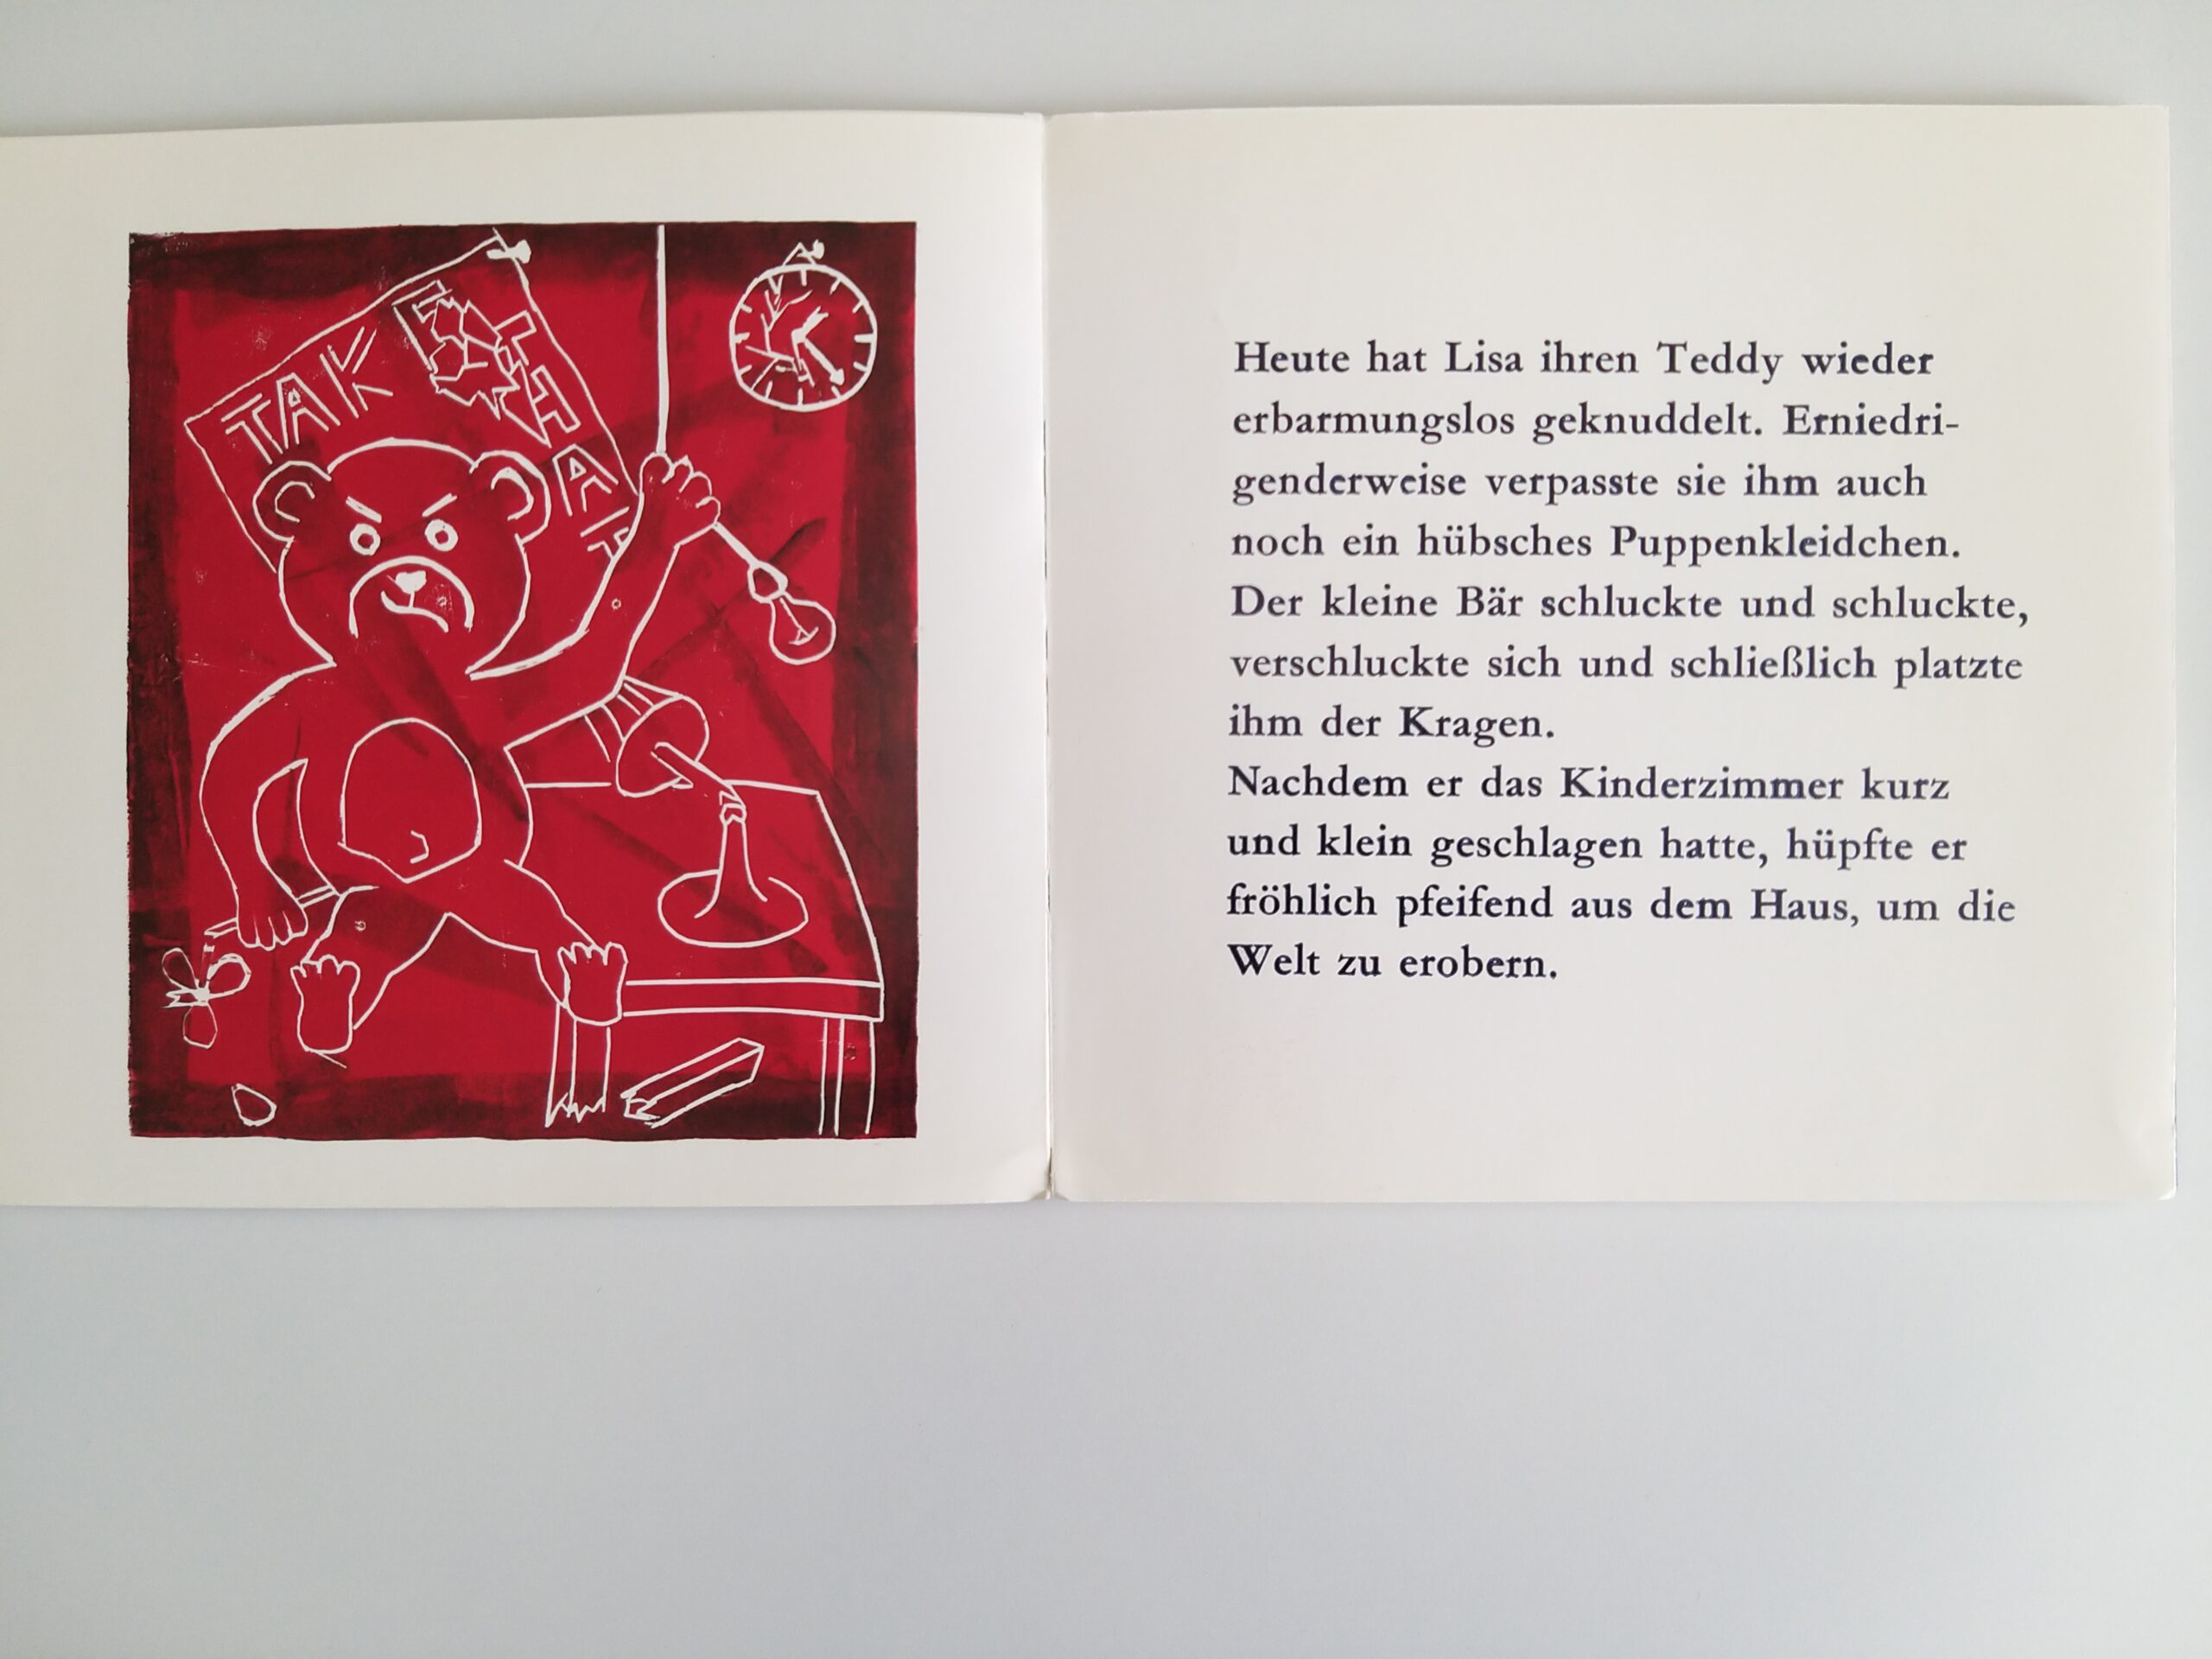 TAKE THAT
Heute hat Lisa ihren Teddy wieder
erbarmungslos geknuddelt. Erniedri-
genderweise verpasste sie ihm auch
noch ein hübsches Puppenkleidchen.
Der kleine Bär schluckte und schluckte,
verschluckte sich und schließlich platzte
ihm der Kragen.
Nachdem er das Kinderzimmer kurz
und klein geschlagen hatte, hüpfte er
fröhlich pfeifend aus dem Haus, um die
Welt zu erobern.